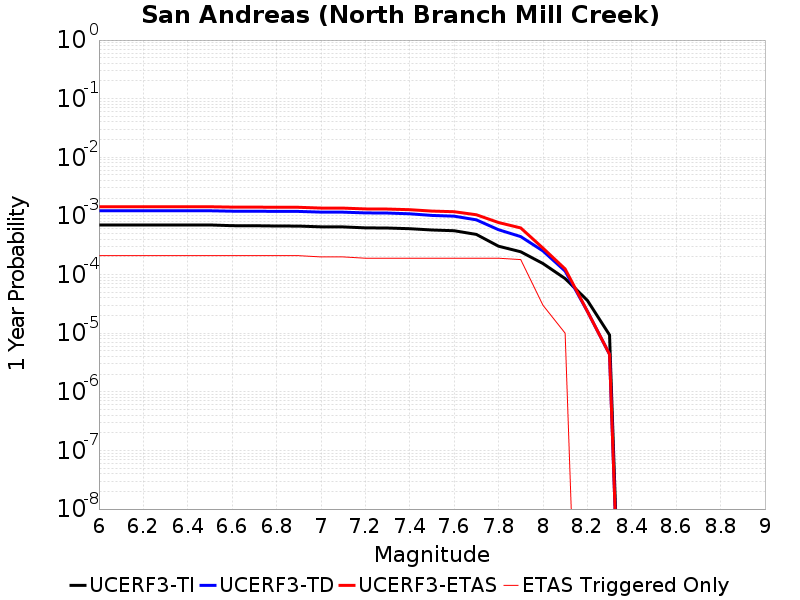 San Andreas (North Branch Mill Creek)
10^0
10^-1
10^-2
10^-3
10^-4
10^-5
10^-6
10^-7
10^-8
1 Year Probability
6 6.2 6.4 6.6 6.8 7 7.2 7.4 7.6 7.8 8 8.2 8.4 8.6 8.8 9
Magnitude
UCERF3-TI UCERF3-TD UCERF3-ETAS ETAS Triggered Only